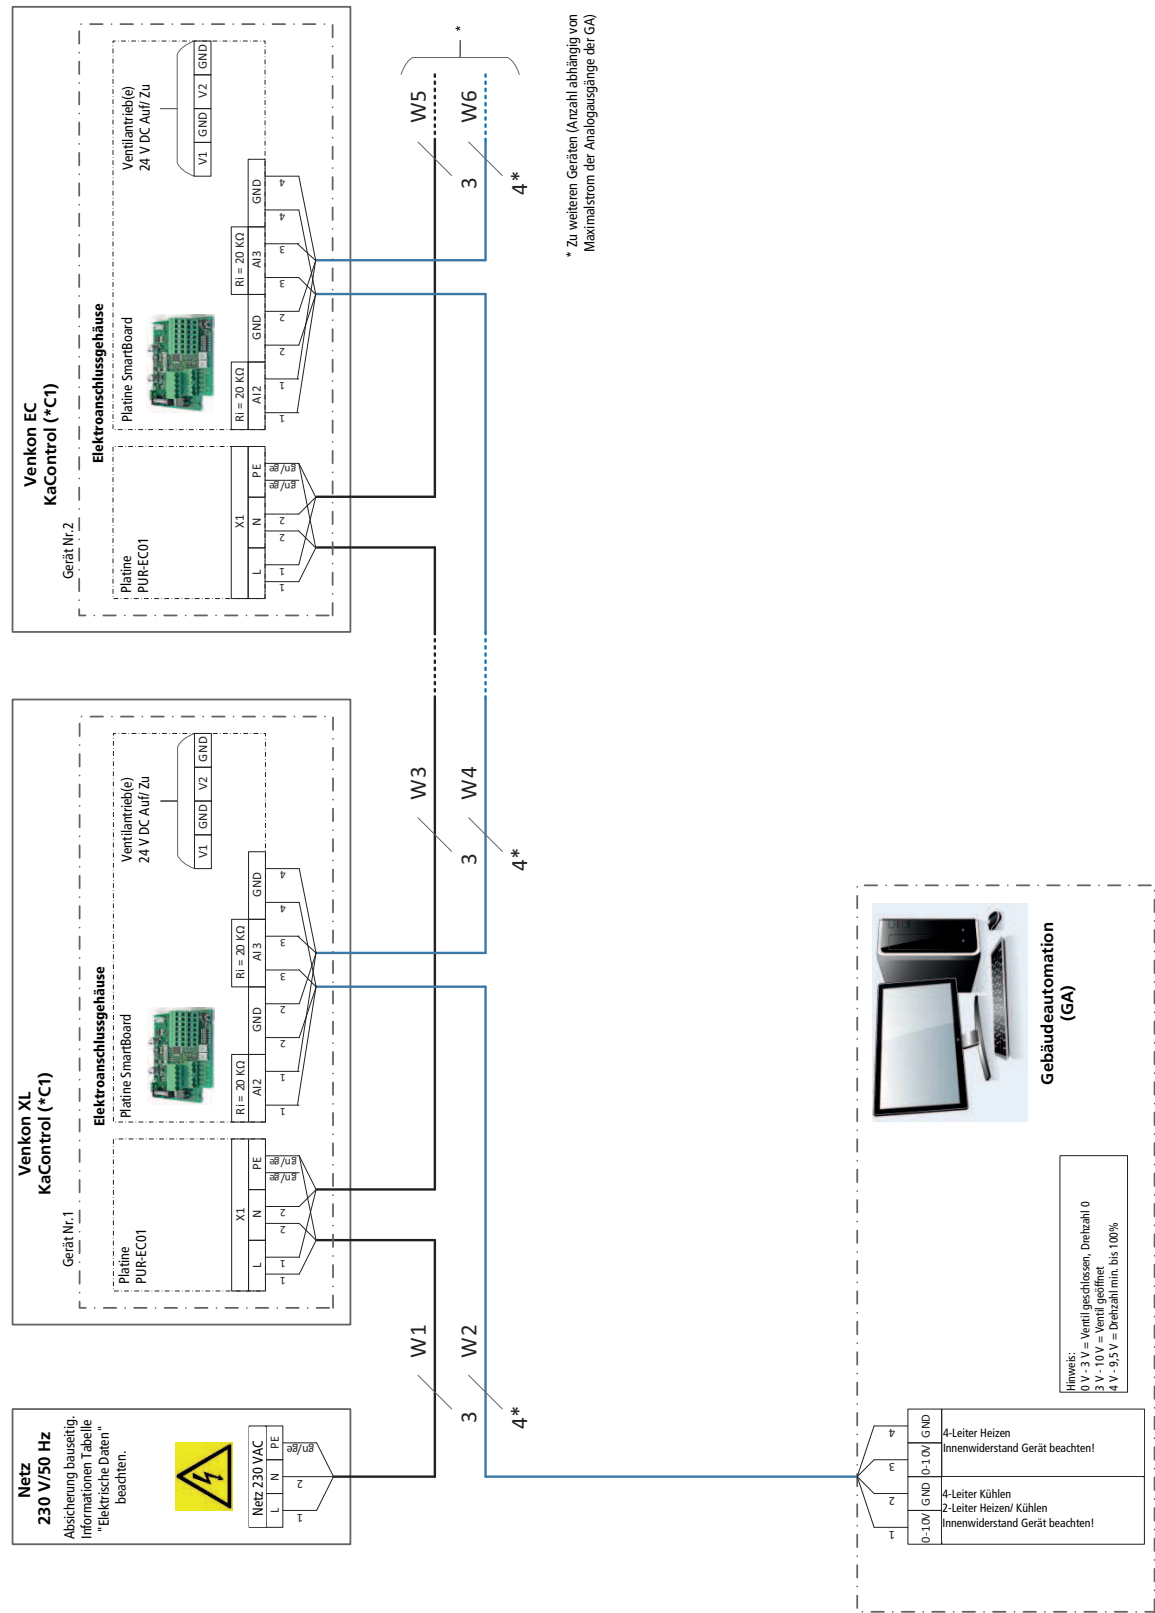 Netz
230 V/50 Hz
Absicherung bauseitig.
Informationen Tabelle
"Elektrische Daten"
beachten.
Netz 230 VAC
L N PE
1 2 gn/ge
Venkon XL
KaControl (*C1)
Gerät Nr.1
Elektroanschlussgehäuse
Platine
PUR-EC01
X1
L N PE
1 1 2 2 gn/ge gn/ge
Platine SmartBoard
Ventilantrieb(e)
24 V DC Auf/ Zu
V1 GND V2 GND
Ri = 20 KΩ Ri = 20 KΩ
AI2 GND AI3 GND
1 1 2 2 3 3 4 4
Venkon EC
KaControl (*C1)
Gerät Nr.2
Elektroanschlussgehäuse
Platine
PUR-EC01
X1
L N PE
1 1 2 2 gn/ge gn/ge
Platine SmartBoard
Ventilantrieb(e)
24 V DC Auf/ Zu
V1 GND V2 GND
Ri = 20 KΩ Ri = 20 KΩ
AI2 GND AI3 GND
1 1 2 2 3 3 4 4
*
W1 W3 W5
3 3 3
W2 W4 W6
4* 4* 4*
* Zu weiteren Geräten (Anzahl abhängig von
Maximalstrom der Analogausgänge der GA)
1 2 3 4
0-10V GND 0-10V GND
4-Leiter Kühlen
2-Leiter Heizen/ Kühlen
Innenwiderstand Gerät beachten!
4-Leiter Heizen
Innenwiderstand Gerät beachten!
Hinweis:
0 V - 3 V = Ventil geschlossen, Drehzahl 0
3 V - 10 V = Ventil geöffnet
4 V - 9,5 V = Drehzahl min. bis 100%
Gebäudeautomation
(GA)